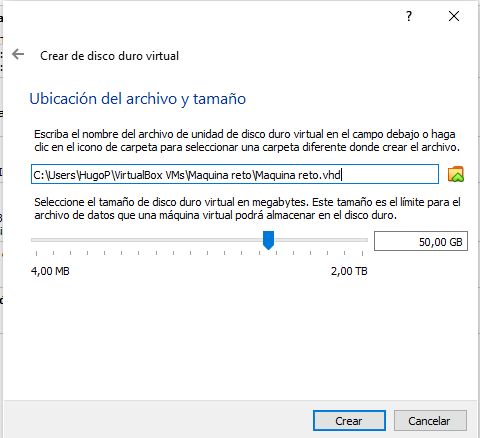 ?
Crear de disco duro virtual
Ubicación del archivo y tamaño
Escriba el nombre del archivo de unidad de disco duro virtual en el campo debajo o haga
clic en el icono de carpeta para seleccionar una carpeta diferente donde crear el archivo.
C:\Users\HugoP\VirtualBox VMs\Maquina reto\Maquina reto.vhd
Seleccione el tamaño de disco duro virtual en megabytes. Este tamaño es el límite para el
archivo de datos que una máquina virtual podrá almacenar en el disco duro.
50,00 GB
4,00 MB 2,00 TB
Crear Cancelar